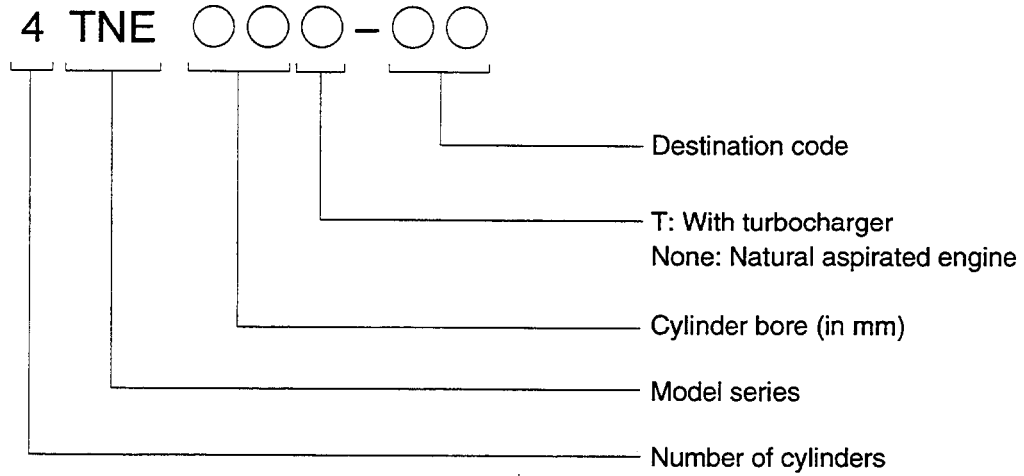 4 TNE ○○○–○○
Destination code
T: With turbocharger
None: Natural aspirated engine
Cylinder bore (in mm)
Model series
Number of cylinders